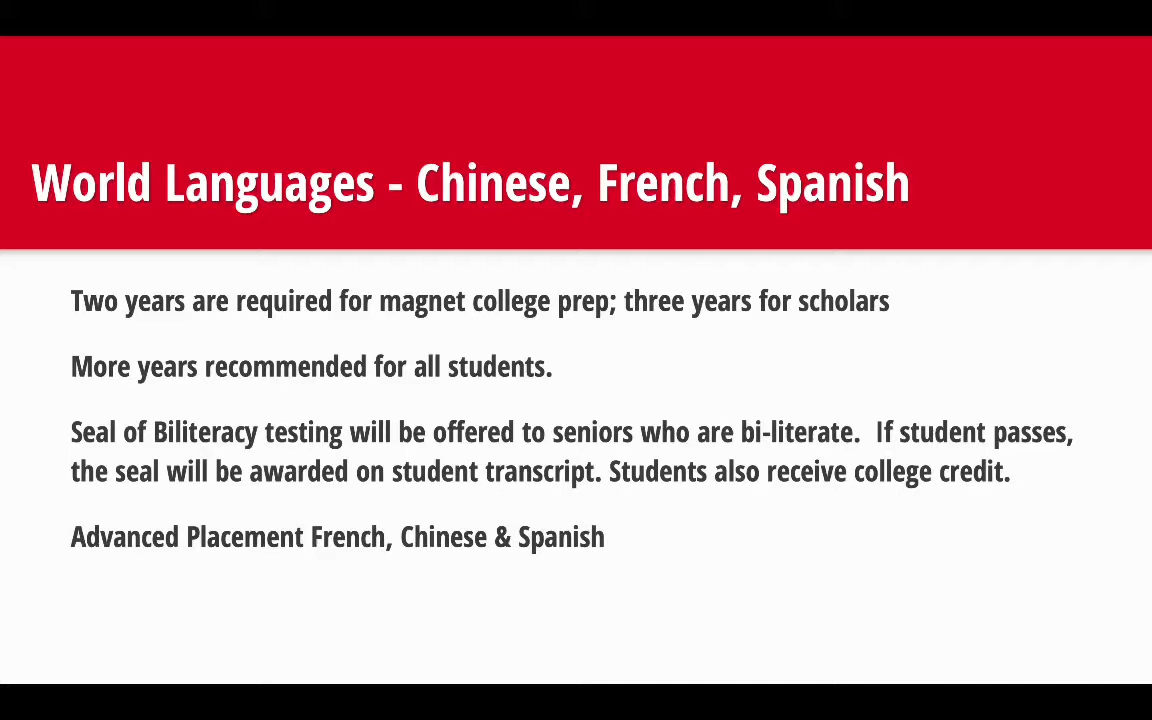 World Languages - Chinese, French, Spanish
Two years are required for magnet college prep; three years for scholars
More years recommended for all students.
Seal of Biliteracy testing will be offered to seniors who are bi-literate.  If student passes,
the seal will be awarded on student transcript. Students also receive college credit.
Advanced Placement French, Chinese & Spanish